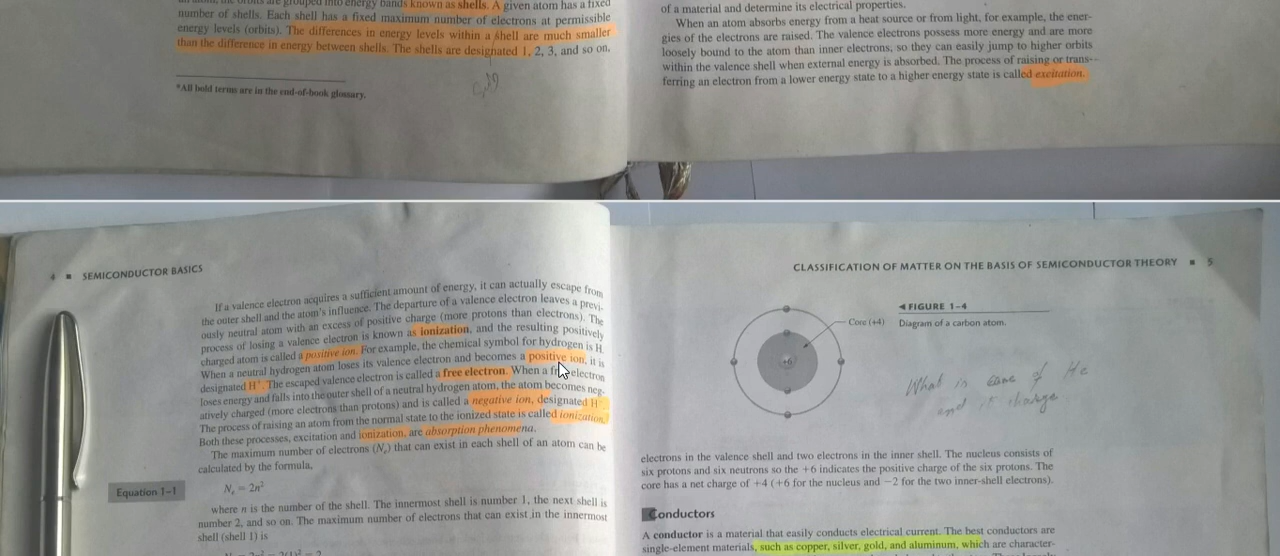 number of shells. Each shell has a fixed maximum number of electrons at permissible
energy levels (orbits). The differences in energy levels within a shell are much smaller
than the difference in energy between shells. The shells are designated 1, 2, 3, and so on.
*All bold terms are in the end-of-book glossary.
of a material and determine its electrical properties.
When an atom absorbs energy from a heat source or from light, for example, the ener-
gies of the electrons are raised. The valence electrons possess more energy and are more
loosely bound to the atom than inner electrons, so they can easily jump to higher orbits
within the valence shell when external energy is absorbed. The process of raising or trans-
ferring an electron from a lower energy state to a higher energy state is called excitation.
4 ■ SEMICONDUCTOR BASICS
If a valence electron acquires a sufficient amount of energy, it can actually escape from
the outer shell and the atom's influence. The departure of a valence electron leaves a previ-
ously neutral atom with an excess of positive charge (more protons than electrons). The
process of losing a valence electron is known as ionization, and the resulting positively
charged atom is called a positive ion. For example, the chemical symbol for hydrogen is H.
When a neutral hydrogen atom loses its valence electron and becomes a positive ion, it is
designated H⁺. The escaped valence electron is called a free electron. When a free electron
loses energy and falls into the outer shell of a neutral hydrogen atom, the atom becomes neg-
atively charged (more electrons than protons) and is called a negative ion, designated H⁻.
The process of raising an atom from the normal state to the ionized state is called ionization.
Both these processes, excitation and ionization, are absorption phenomena.
The maximum number of electrons (Nₑ) that can exist in each shell of an atom can be
calculated by the formula,
Equation 1–1 Nₑ = 2n²
where n is the number of the shell. The innermost shell is number 1, the next shell is
number 2, and so on. The maximum number of electrons that can exist in the innermost
shell (shell 1) is
CLASSIFICATION OF MATTER ON THE BASIS OF SEMICONDUCTOR THEORY ■ 5
◄ FIGURE 1–4
Core (+4) Diagram of a carbon atom.
+6
What in case of He
and it charge
electrons in the valence shell and two electrons in the inner shell. The nucleus consists of
six protons and six neutrons so the +6 indicates the positive charge of the six protons. The
core has a net charge of +4 (+6 for the nucleus and −2 for the two inner-shell electrons).
Conductors
A conductor is a material that easily conducts electrical current. The best conductors are
single-element materials, such as copper, silver, gold, and aluminum, which are character-